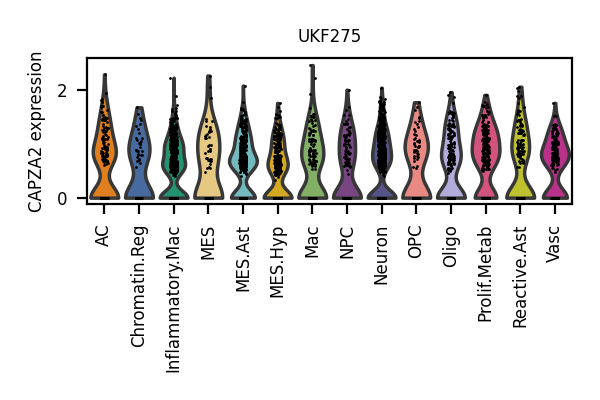 UKF275
CAPZA2 expression
2
0
AC
Chromatin.Reg
Inflammatory.Mac
MES
MES.Ast
MES.Hyp
Mac
NPC
Neuron
OPC
Oligo
Prolif.Metab
Reactive.Ast
Vasc